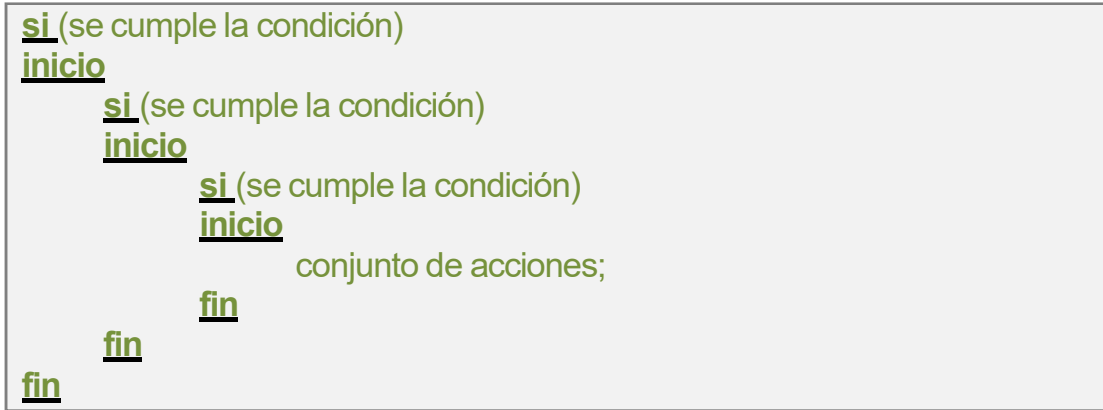 si (se cumple la condición)
inicio
si (se cumple la condición)
inicio
si (se cumple la condición)
inicio
conjunto de acciones;
fin
fin
fin